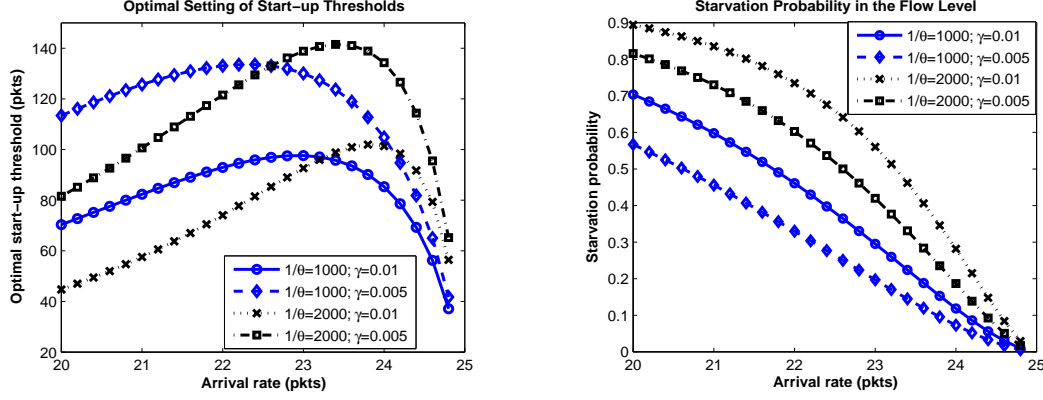 Optimal Setting of Start-up Thresholds
Optimal start-up threshold (pkts)
140
120
100
80
60
40
20
20 21 22 23 24 25
Arrival rate (pkts)
1/θ=1000; γ=0.01
1/θ=1000; γ=0.005
1/θ=2000; γ=0.01
1/θ=2000; γ=0.005
Starvation Probability in the Flow Level
Starvation probability
0.9
0.8
0.7
0.6
0.5
0.4
0.3
0.2
0.1
0
20 21 22 23 24 25
Arrival rate (pkts)
1/θ=1000; γ=0.01
1/θ=1000; γ=0.005
1/θ=2000; γ=0.01
1/θ=2000; γ=0.005